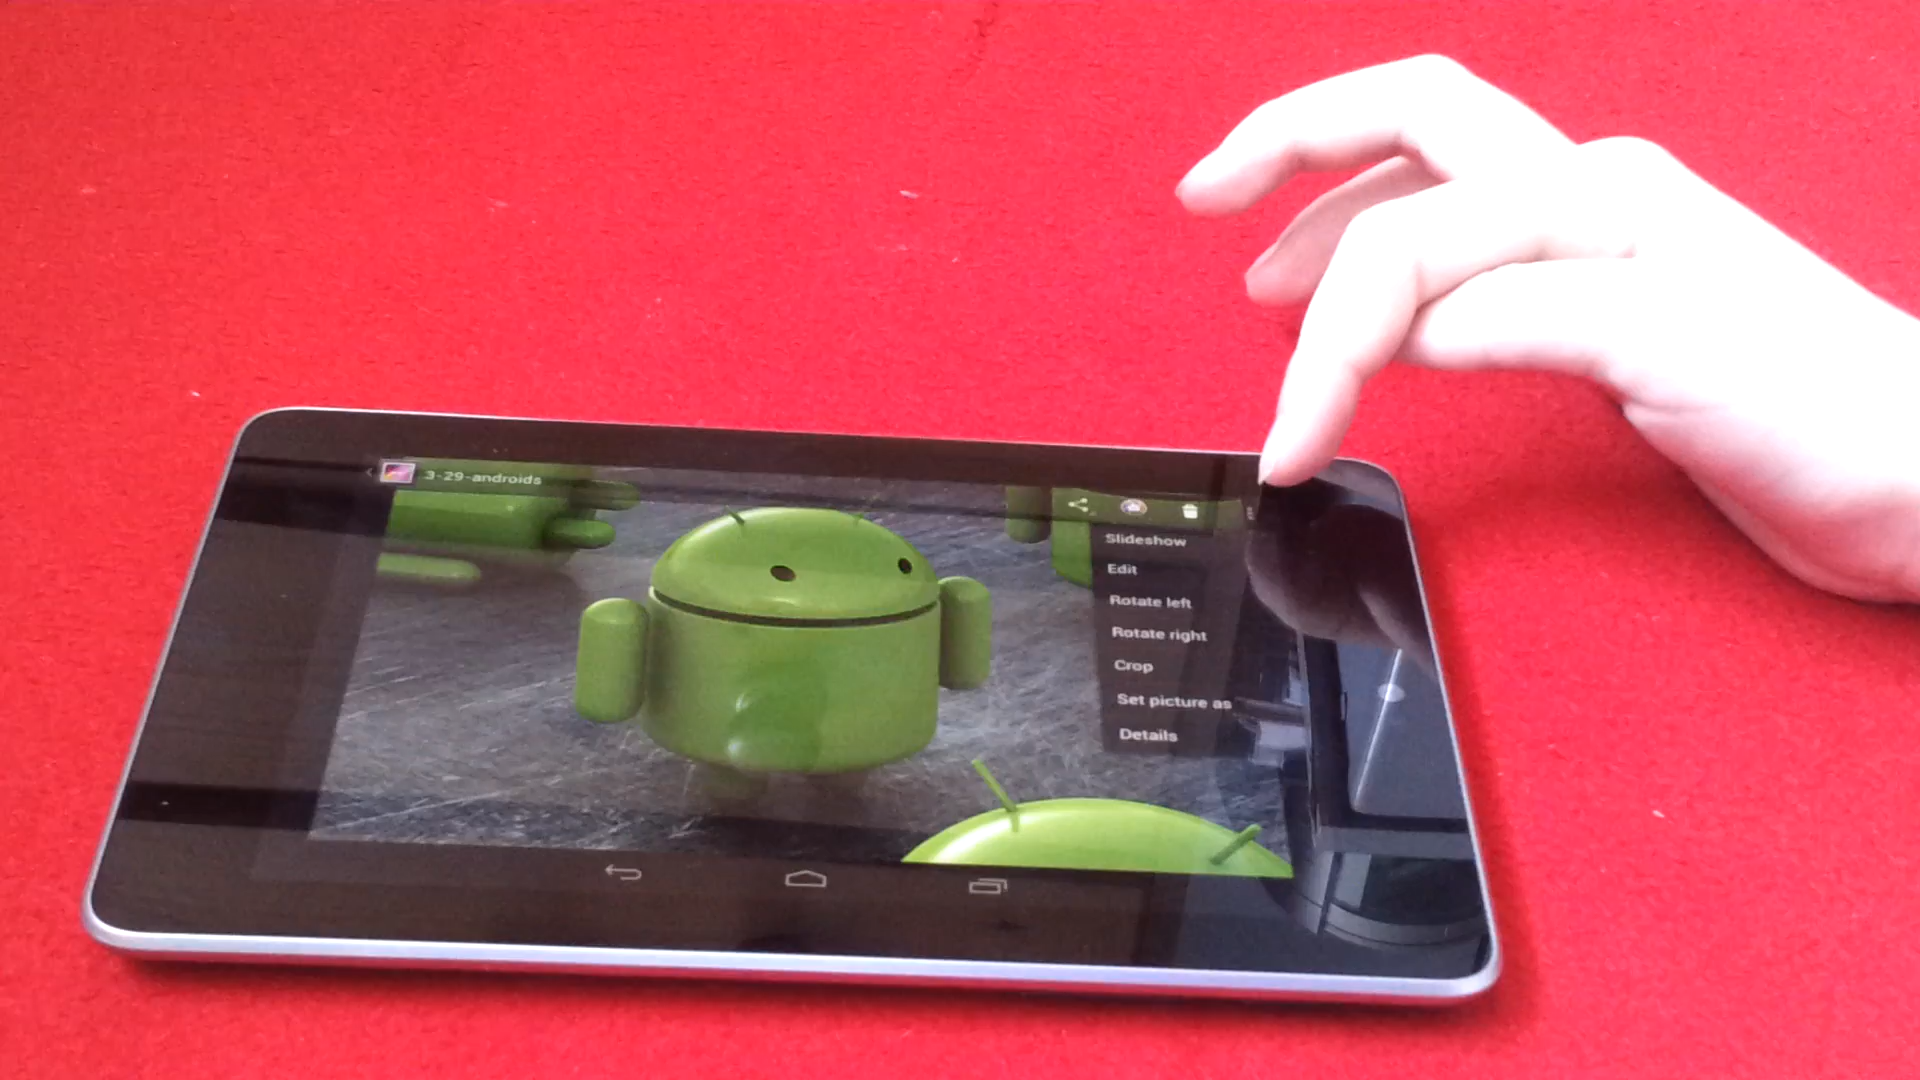 3-29-androids
Slideshow
Edit
Rotate left
Rotate right
Crop
Set picture as
Details